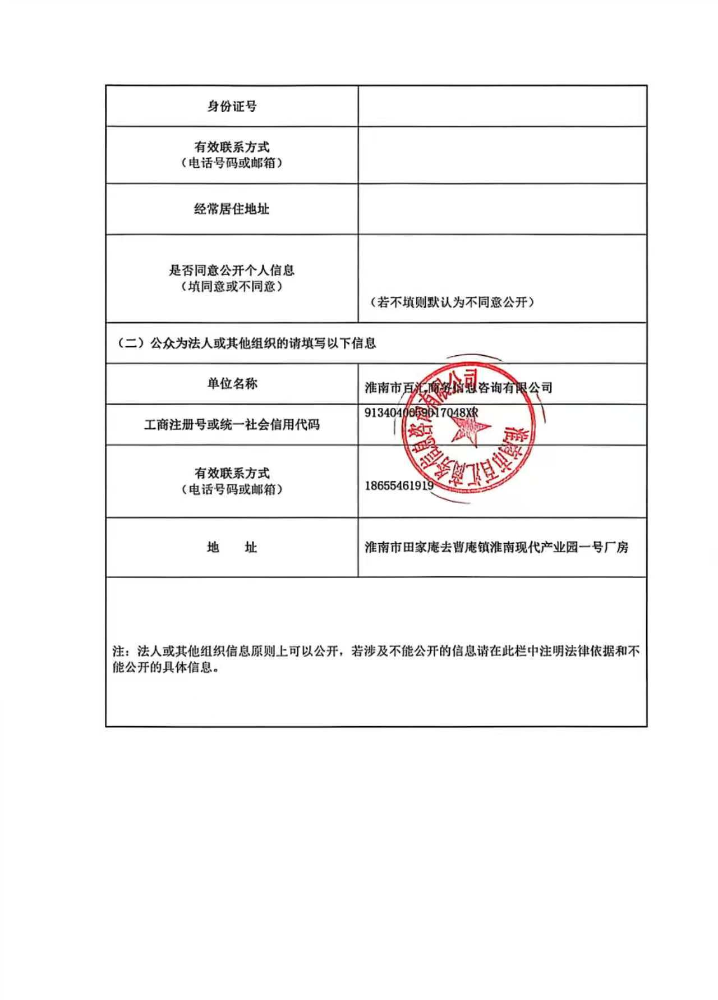 身份证号
有效联系方式
（电话号码或邮箱）
经常居住地址
是否同意公开个人信息
（填同意或不同意）
（若不填则默认为不同意公开）
（二）公众为法人或其他组织的请填写以下信息
单位名称
淮南市百汇商务信息咨询有限公司
工商注册号或统一社会信用代码
9134040059017048XR
有效联系方式
（电话号码或邮箱）
18655461919
地　　址
淮南市田家庵去曹庵镇淮南现代产业园一号厂房
注：法人或其他组织信息原则上可以公开，若涉及不能公开的信息请在此栏中注明法律依据和不
能公开的具体信息。
淮南市百汇商务信息咨询有限公司